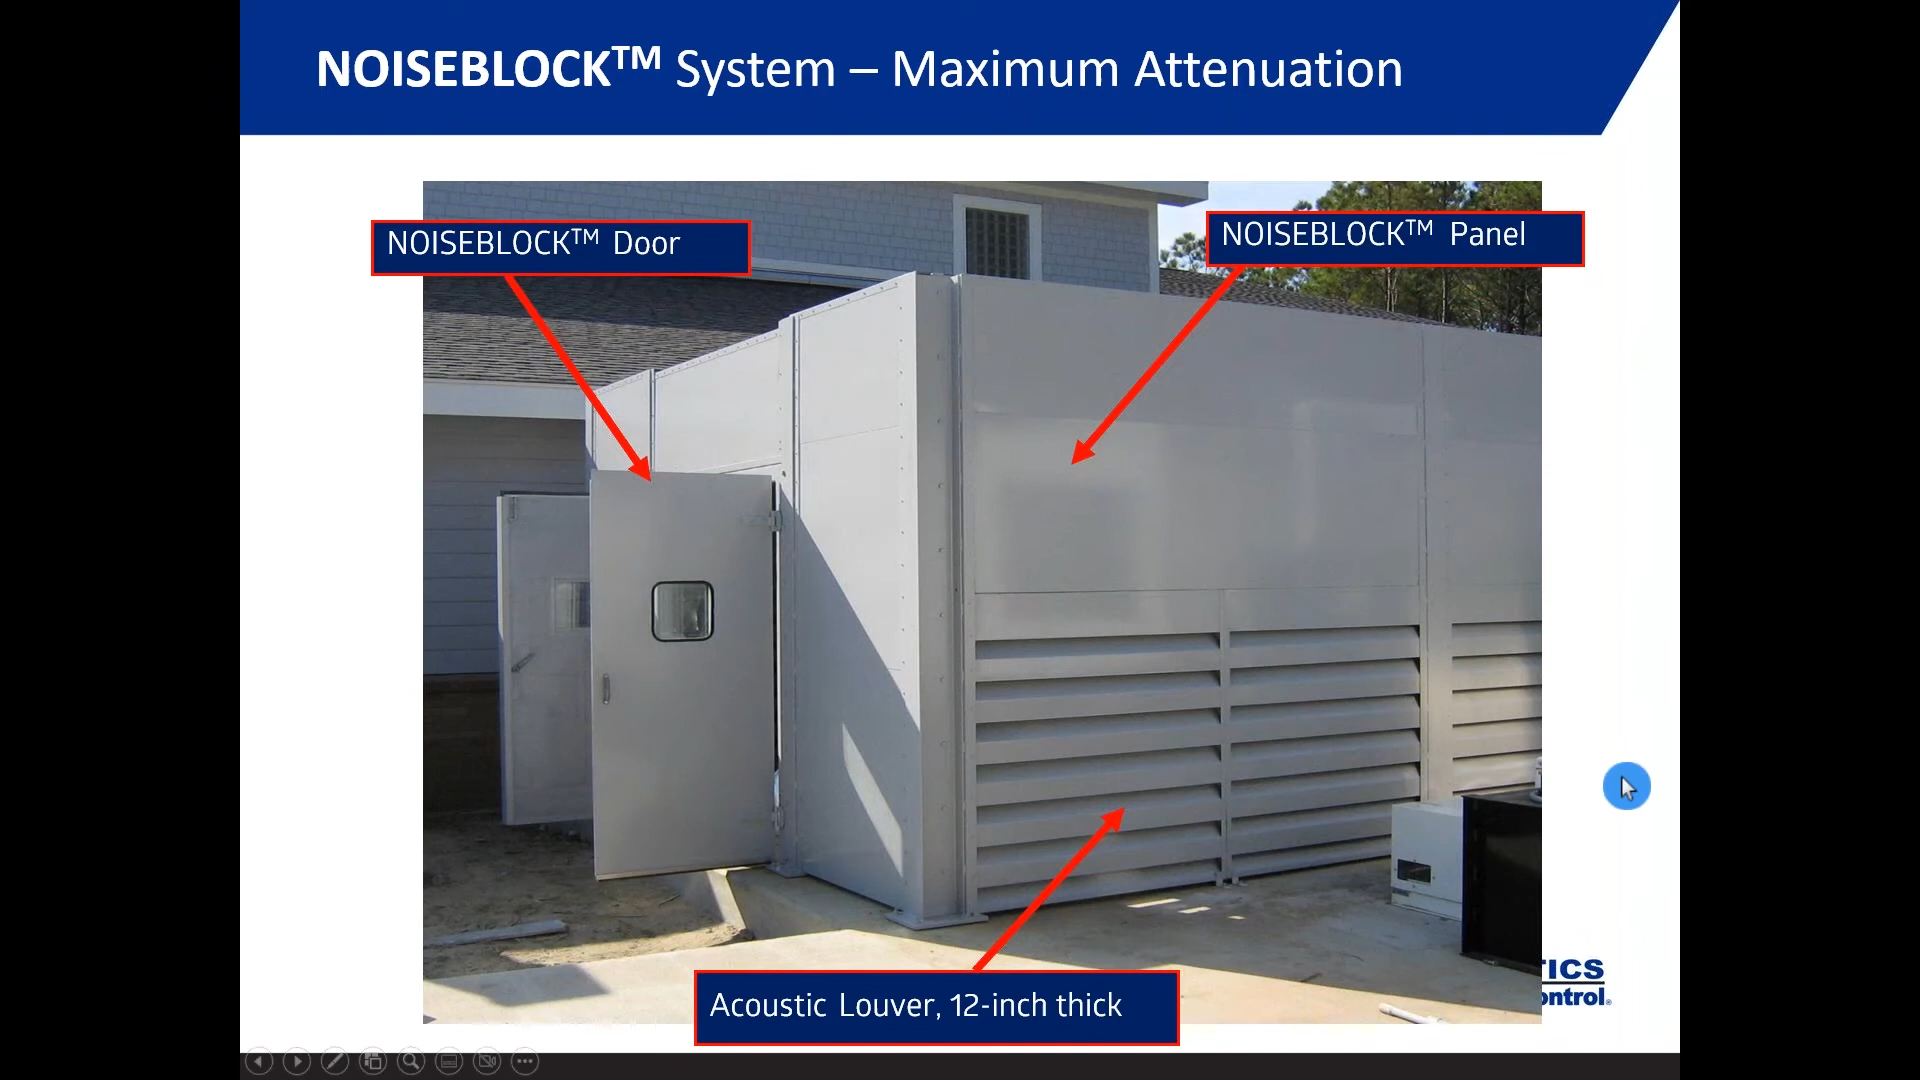 NOISEBLOCK™ System – Maximum Attenuation
NOISEBLOCK™ Door
NOISEBLOCK™ Panel
Acoustic Louver, 12-inch thick